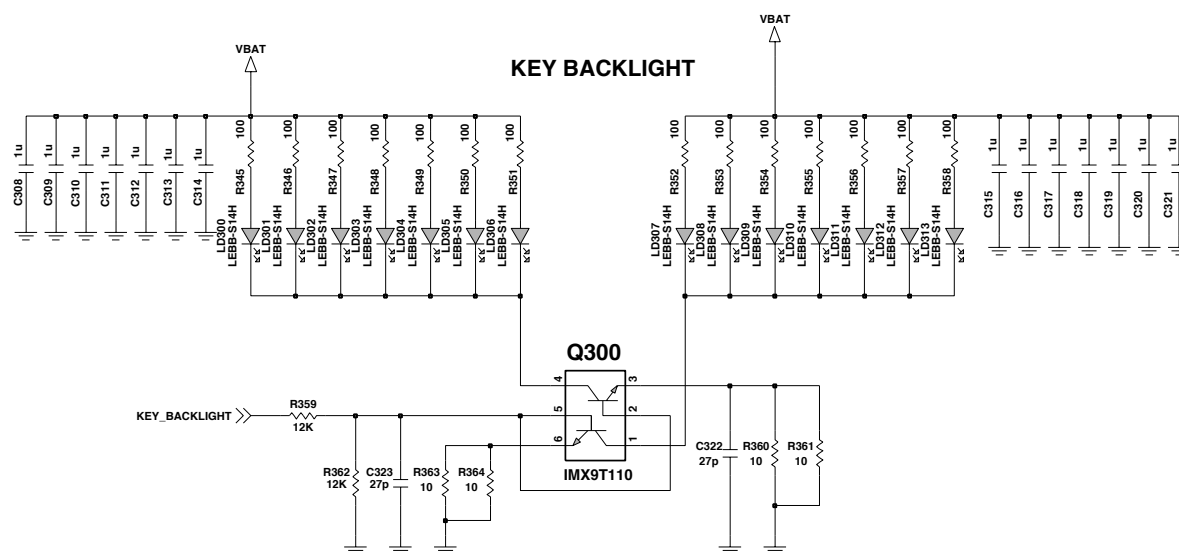 VBAT
VBAT
KEY BACKLIGHT
1u
C308
1u
C309
1u
C310
1u
C311
1u
C312
1u
C313
1u
C314
100
R345
100
R346
100
R347
100
R348
100
R349
100
R350
100
R351
LD300
LEBB-S14H
LD301
LEBB-S14H
LD302
LEBB-S14H
LD303
LEBB-S14H
LD304
LEBB-S14H
LD305
LEBB-S14H
LD306
LEBB-S14H
100
R352
100
R353
100
R354
100
R355
100
R356
100
R357
100
R358
LD307
LEBB-S14H
LD308
LEBB-S14H
LD309
LEBB-S14H
LD310
LEBB-S14H
LD311
LEBB-S14H
LD312
LEBB-S14H
LD313
LEBB-S14H
1u
C315
1u
C316
1u
C317
1u
C318
1u
C319
1u
C320
1u
C321
Q300
4
3
5
2
6
1
IMX9T110
KEY_BACKLIGHT
R359
12K
R362
12K
C323
27p
R363
10
R364
10
C322
27p
R360
10
R361
10